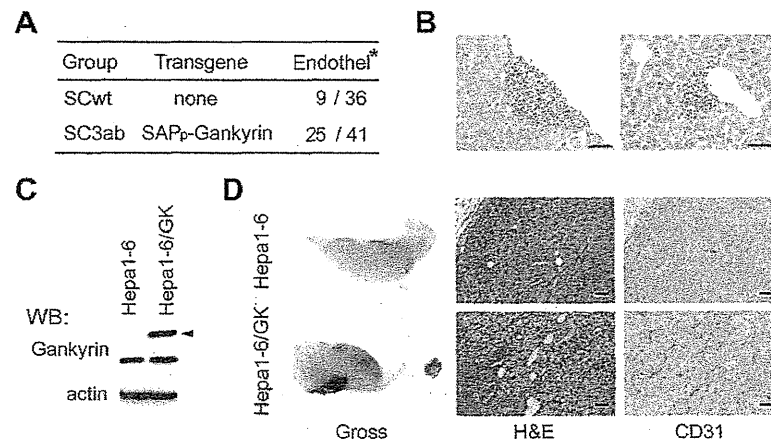 A
Group Transgene Endothel*
SCwt none 9 / 36
SC3ab SAPp-Gankyrin 25 / 41
B
C
Hepa1-6
Hepa1-6/GK
WB:
Gankyrin
actin
D
Hepa1-6
Hepa1-6/GK
Gross
H&E
CD31